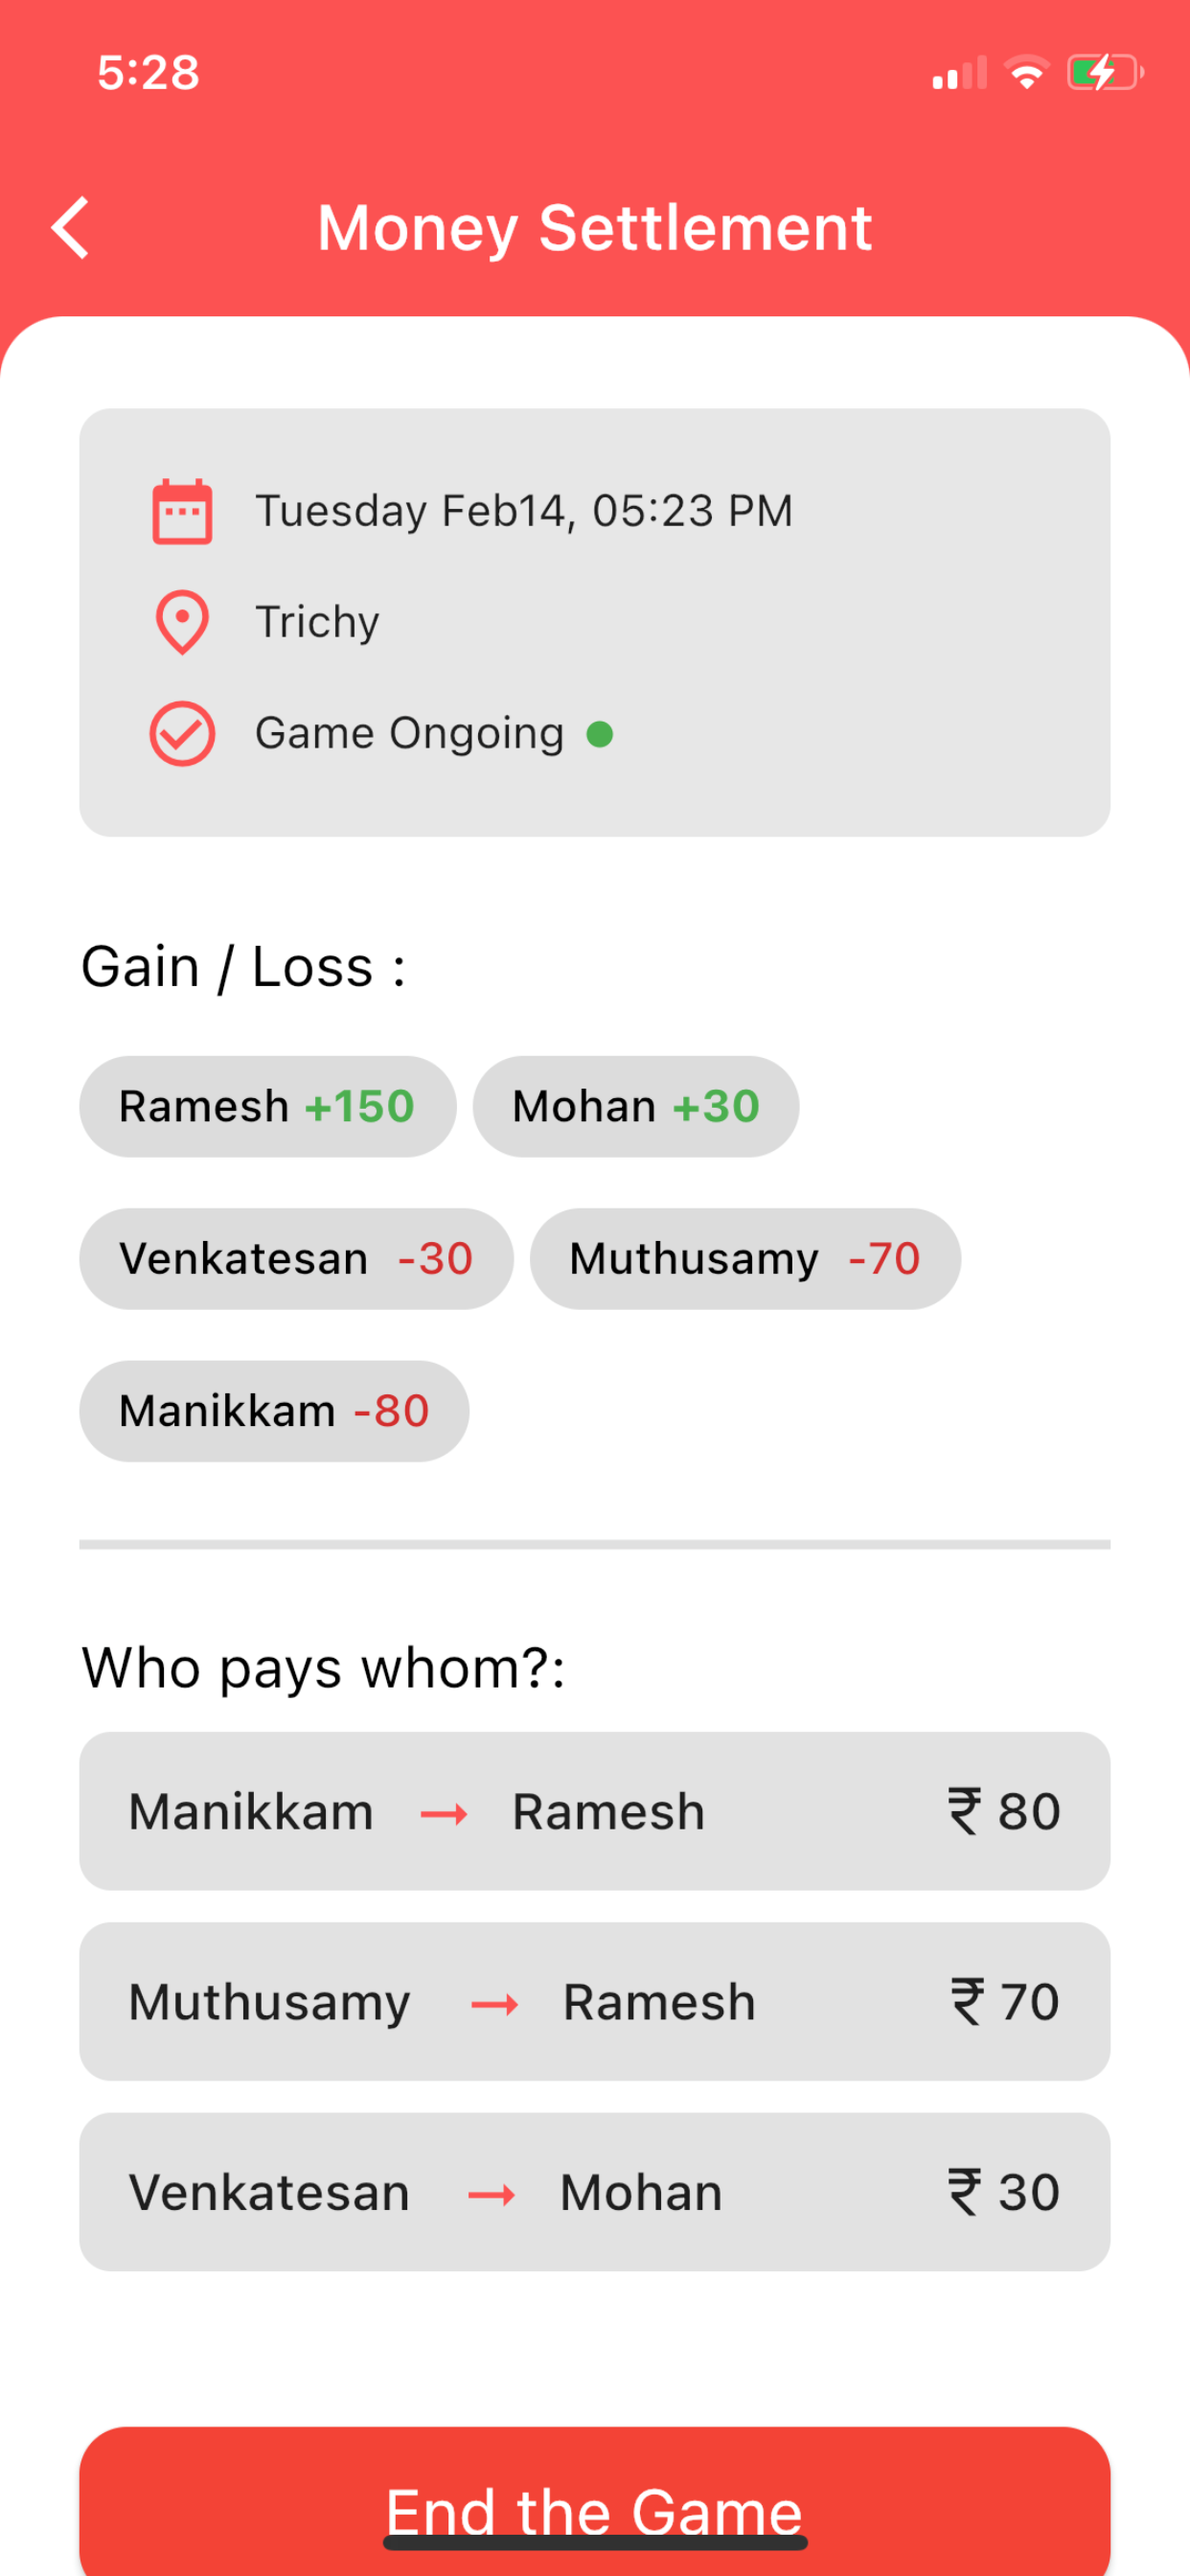 5:28
Money Settlement
Tuesday Feb14, 05:23 PM
Trichy
Game Ongoing
Gain / Loss :
Ramesh +150 Mohan +30
Venkatesan -30 Muthusamy -70
Manikkam -80
Who pays whom?:
Manikkam → Ramesh ₹ 80
Muthusamy → Ramesh ₹ 70
Venkatesan → Mohan ₹ 30
End the Game